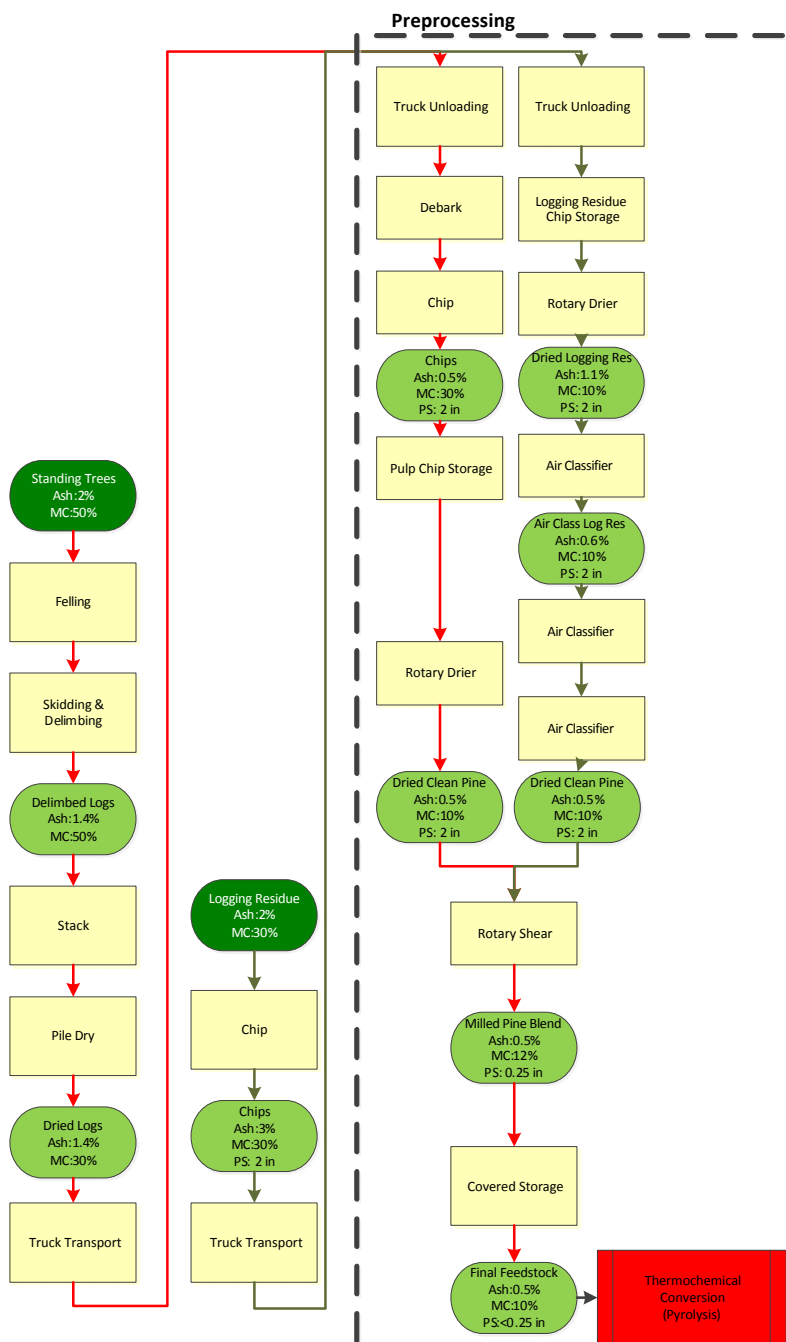 Preprocessing
Standing Trees
Ash:2%
MC:50%
Felling
Skidding &
Delimbing
Delimbed Logs
Ash:1.4%
MC:50%
Stack
Pile Dry
Dried Logs
Ash:1.4%
MC:30%
Truck Transport
Logging Residue
Ash:2%
MC:30%
Chip
Chips
Ash:3%
MC:30%
PS: 2 in
Truck Transport
Truck Unloading
Debark
Chip
Chips
Ash:0.5%
MC:30%
PS: 2 in
Pulp Chip Storage
Rotary Drier
Dried Clean Pine
Ash:0.5%
MC:10%
PS: 2 in
Truck Unloading
Logging Residue
Chip Storage
Rotary Drier
Dried Logging Res
Ash:1.1%
MC:10%
PS: 2 in
Air Classifier
Air Class Log Res
Ash:0.6%
MC:10%
PS: 2 in
Air Classifier
Air Classifier
Dried Clean Pine
Ash:0.5%
MC:10%
PS: 2 in
Rotary Shear
Milled Pine Blend
Ash:0.5%
MC:12%
PS: 0.25 in
Covered Storage
Final Feedstock
Ash:0.5%
MC:10%
PS:<0.25 in
Thermochemical
Conversion
(Pyrolysis)